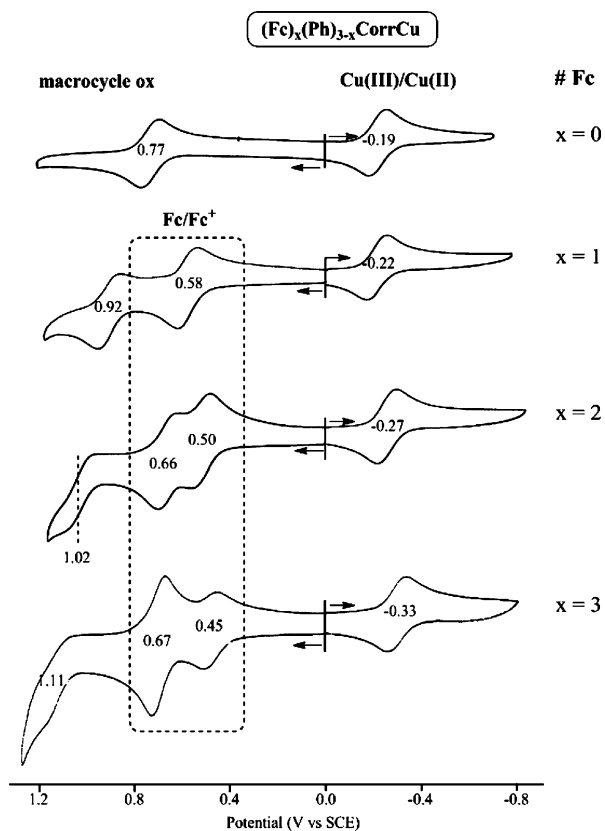 (Fc)x(Ph)3-xCorrCu
macrocycle ox Cu(III)/Cu(II) # Fc
0.77 -0.19 x = 0
Fc/Fc+
0.92 0.58 -0.22 x = 1
0.66 0.50 -0.27 x = 2
1.02
1.11 0.67 0.45 -0.33 x = 3
1.2 0.8 0.4 0.0 -0.4 -0.8
Potential (V vs SCE)